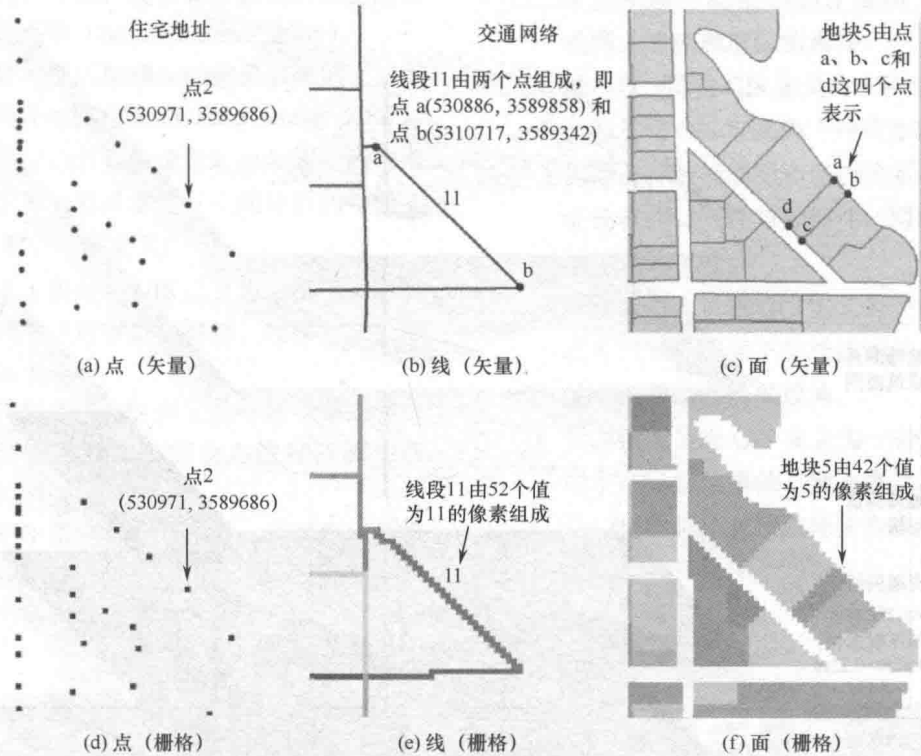 住宅地址
点2
(530971, 3589686)
(a) 点（矢量）
交通网络
线段11由两个点组成，即
点 a(530886, 3589858) 和
点 b(5310717, 3589342)
a
11
b
(b) 线（矢量）
地块5由点
a、b、c和
d这四个点
表示
a
b
d
c
(c) 面（矢量）
点2
(530971, 3589686)
(d) 点（栅格）
线段11由52个值
为11的像素组成
11
(e) 线（栅格）
地块5由42个值
为5的像素组成
(f) 面（栅格）